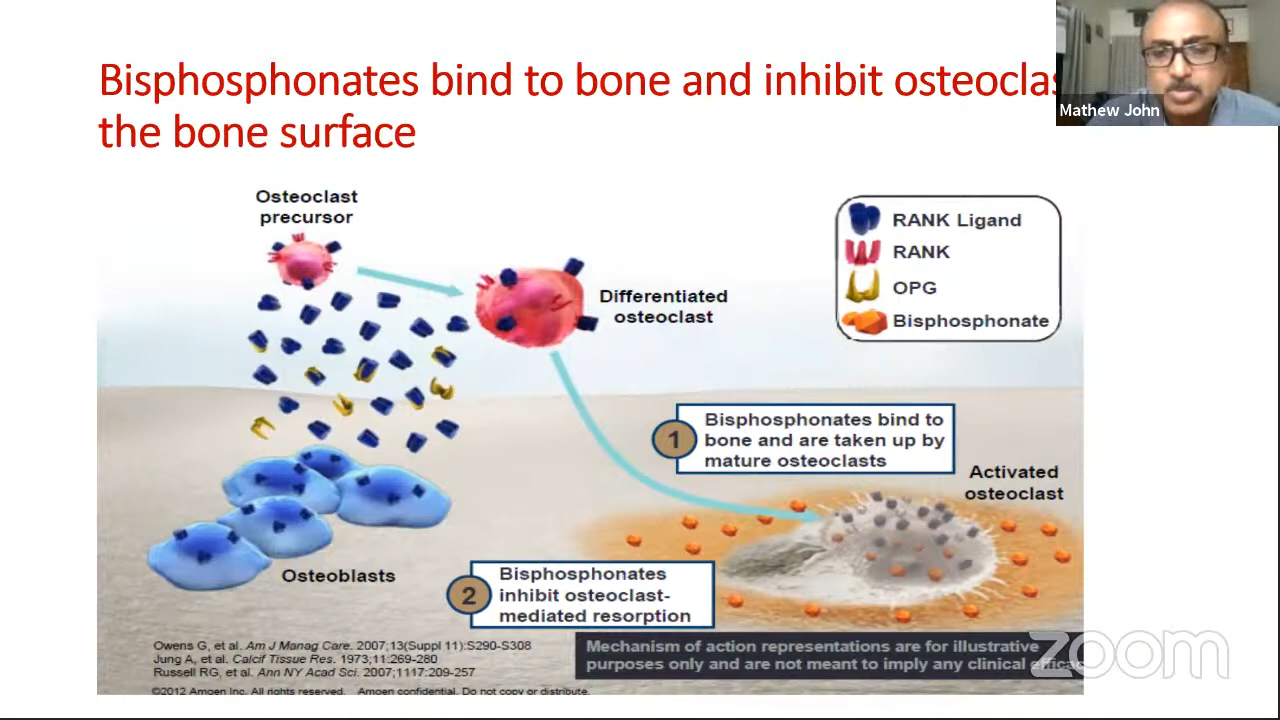 Bisphosphonates bind to bone and inhibit
the bone surface
Mathew John
Osteoclast
precursor
RANK Ligand
RANK
OPG
Bisphosphonate
Differentiated
osteoclast
1
Bisphosphonates bind to
bone and are taken up by
mature osteoclasts
Activated
osteoclast
Osteoblasts
2
Bisphosphonates
inhibit osteoclast-
mediated resorption
Owens G, et al. Am J Manag Care. 2007;13(Suppl 11):S290-S308
Jung A, et al. Calcif Tissue Res. 1973;11:269-280
Russell RG, et al. Ann NY Acad Sci. 2007;1117:209-257
©2012 Amgen Inc. All rights reserved. Amgen confidential. Do not copy or distribute.
Mechanism of action representations are for illustrative
purposes only and are not meant to imply any clinical
zoom